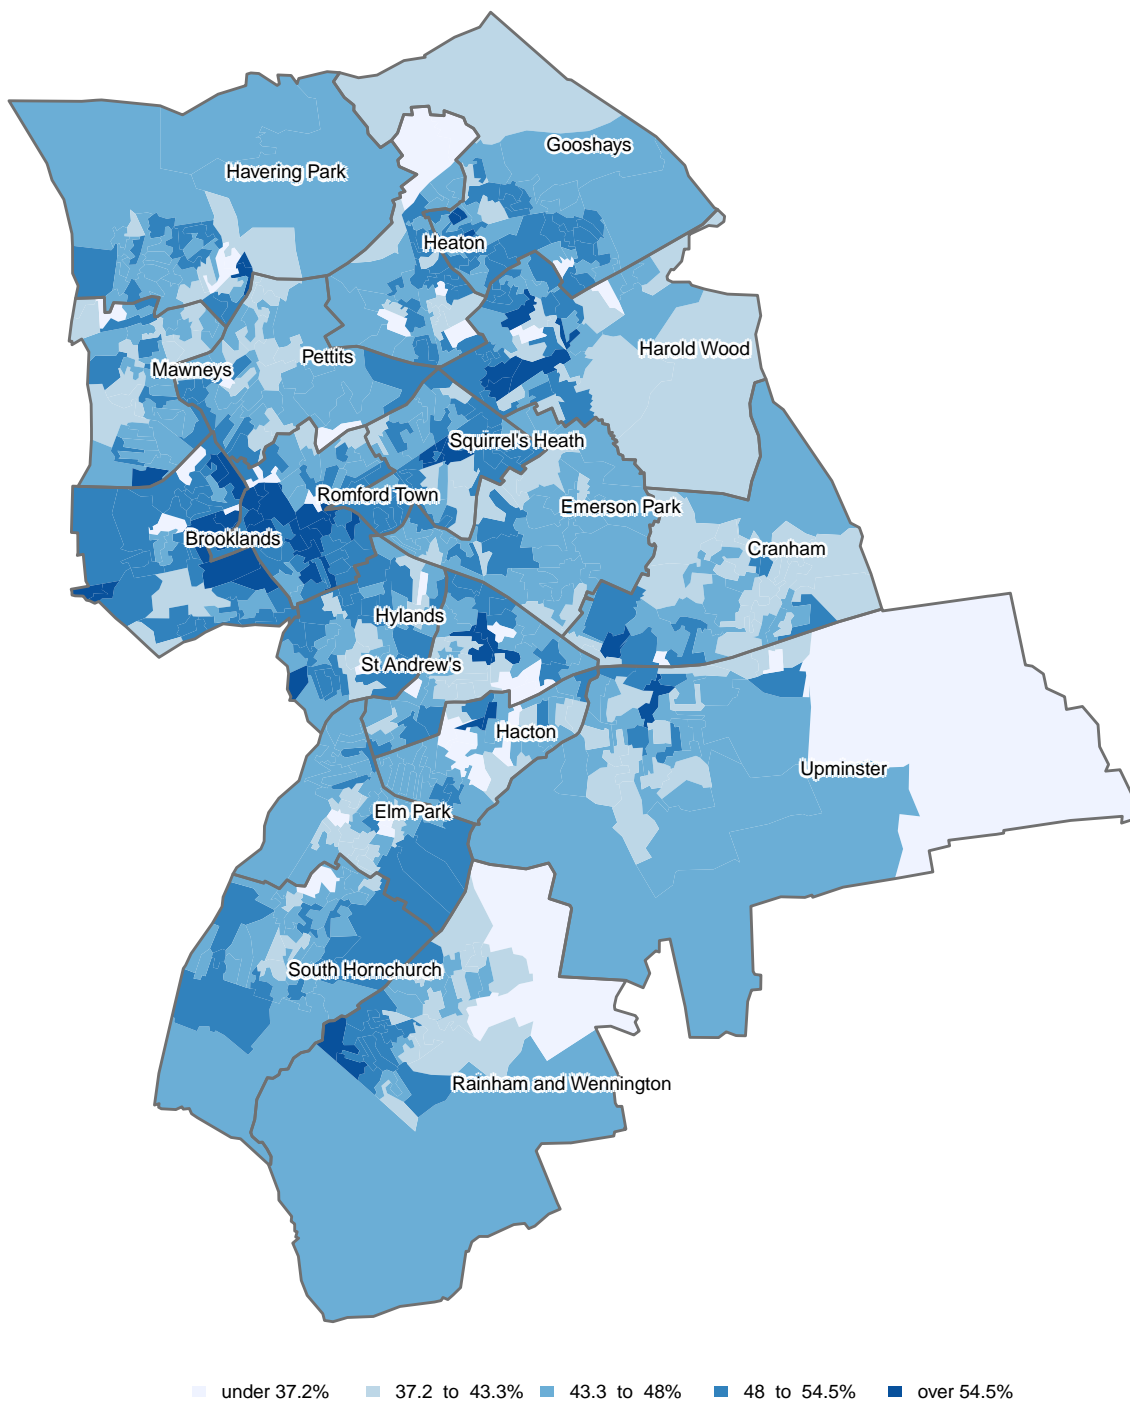 Gooshays
Havering Park
Heaton
Harold Wood
Pettits
Mawneys
Squirrel's Heath
Romford Town
Emerson Park
Brooklands
Cranham
Hylands
St Andrew's
Hacton
Upminster
Elm Park
South Hornchurch
Rainham and Wennington
under 37.2% 37.2 to 43.3% 43.3 to 48% 48 to 54.5% over 54.5%